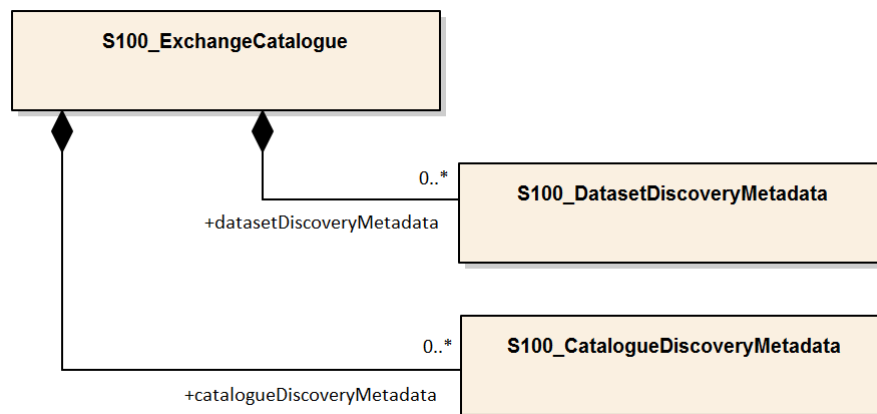 S100_ExchangeCatalogue
0..*
S100_DatasetDiscoveryMetadata
+datasetDiscoveryMetadata
0..*
S100_CatalogueDiscoveryMetadata
+catalogueDiscoveryMetadata